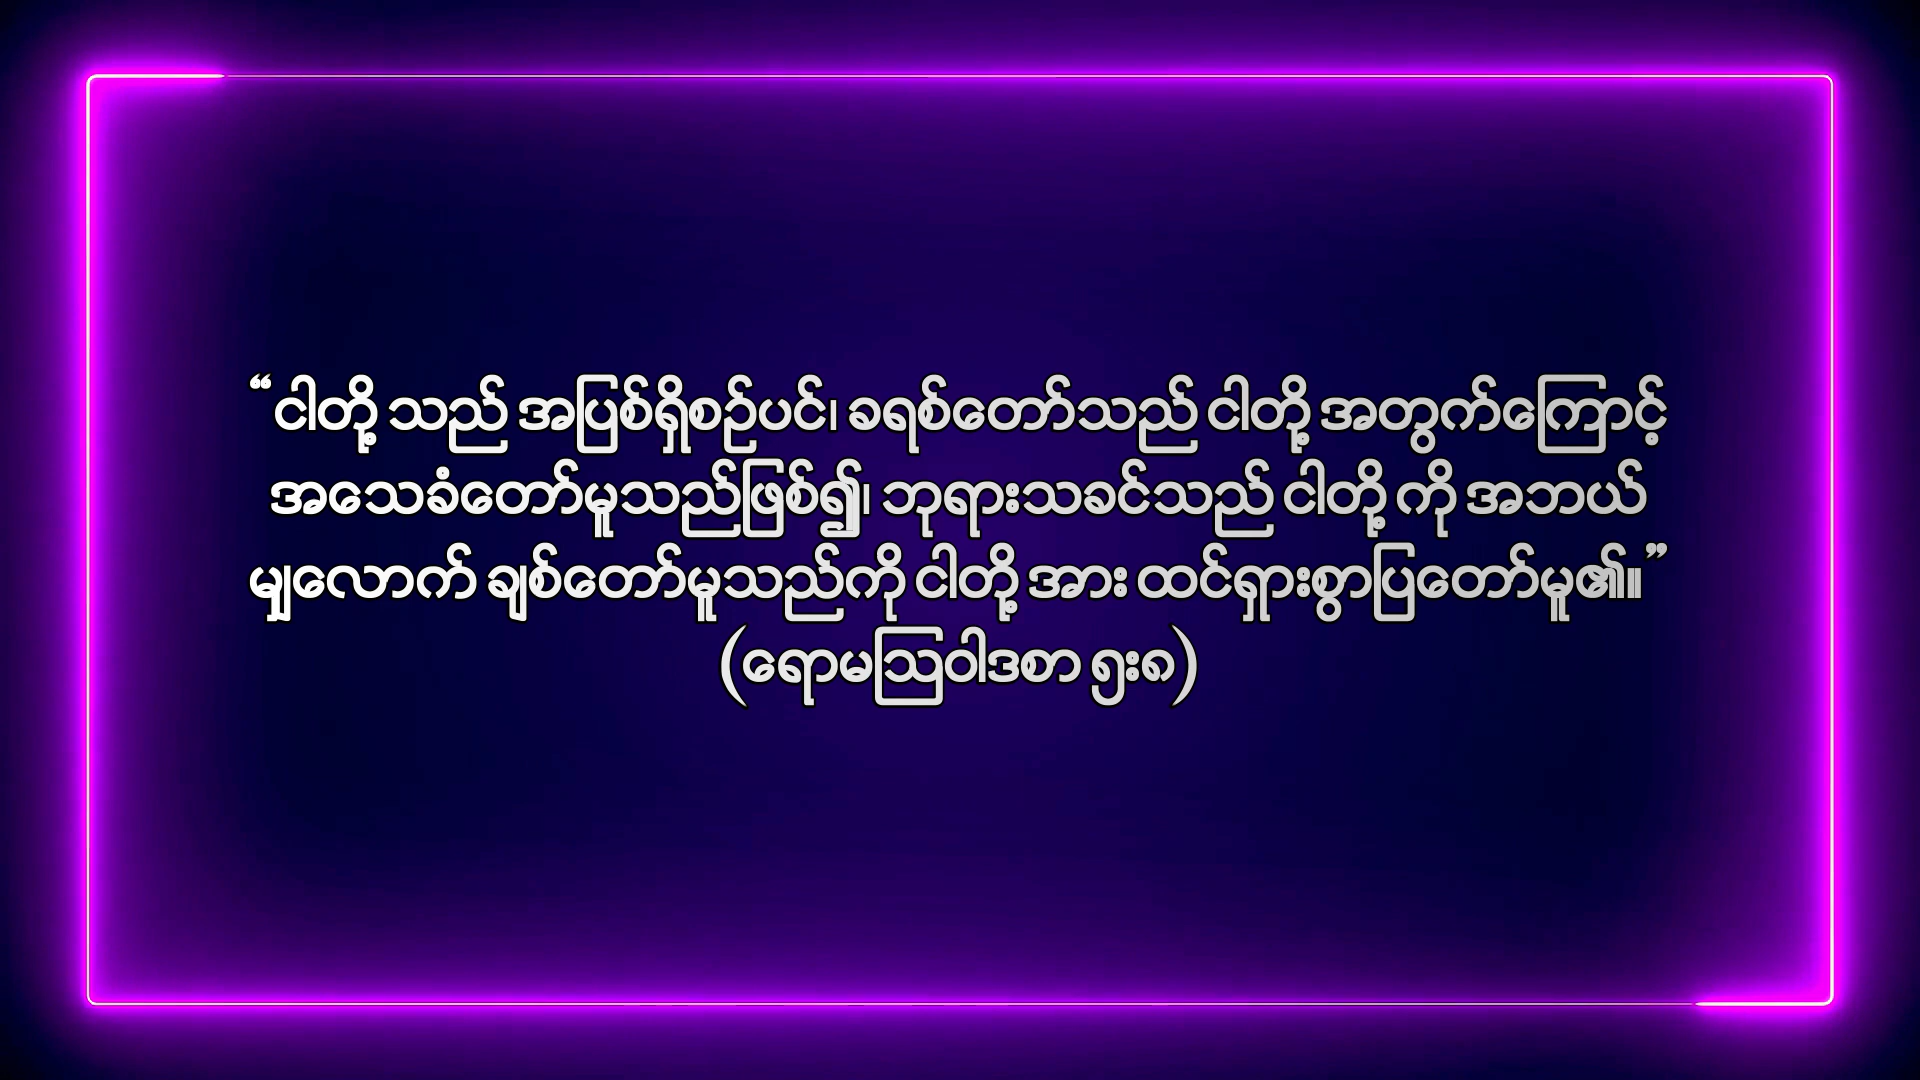 “ငါတို့ သည် အပြစ်ရှိစဉ်ပင်၊ ခရစ်တော်သည် ငါတို့ အတွက်ကြောင့်
အသေခံတော်မူသည်ဖြစ်၍၊ ဘုရားသခင်သည် ငါတို့ ကို အဘယ်
မျှလောက် ချစ်တော်မူသည်ကို ငါတို့ အား ထင်ရှားစွာပြတော်မူ၏။”
(ရောမဩဝါဒစာ ၅း၈)